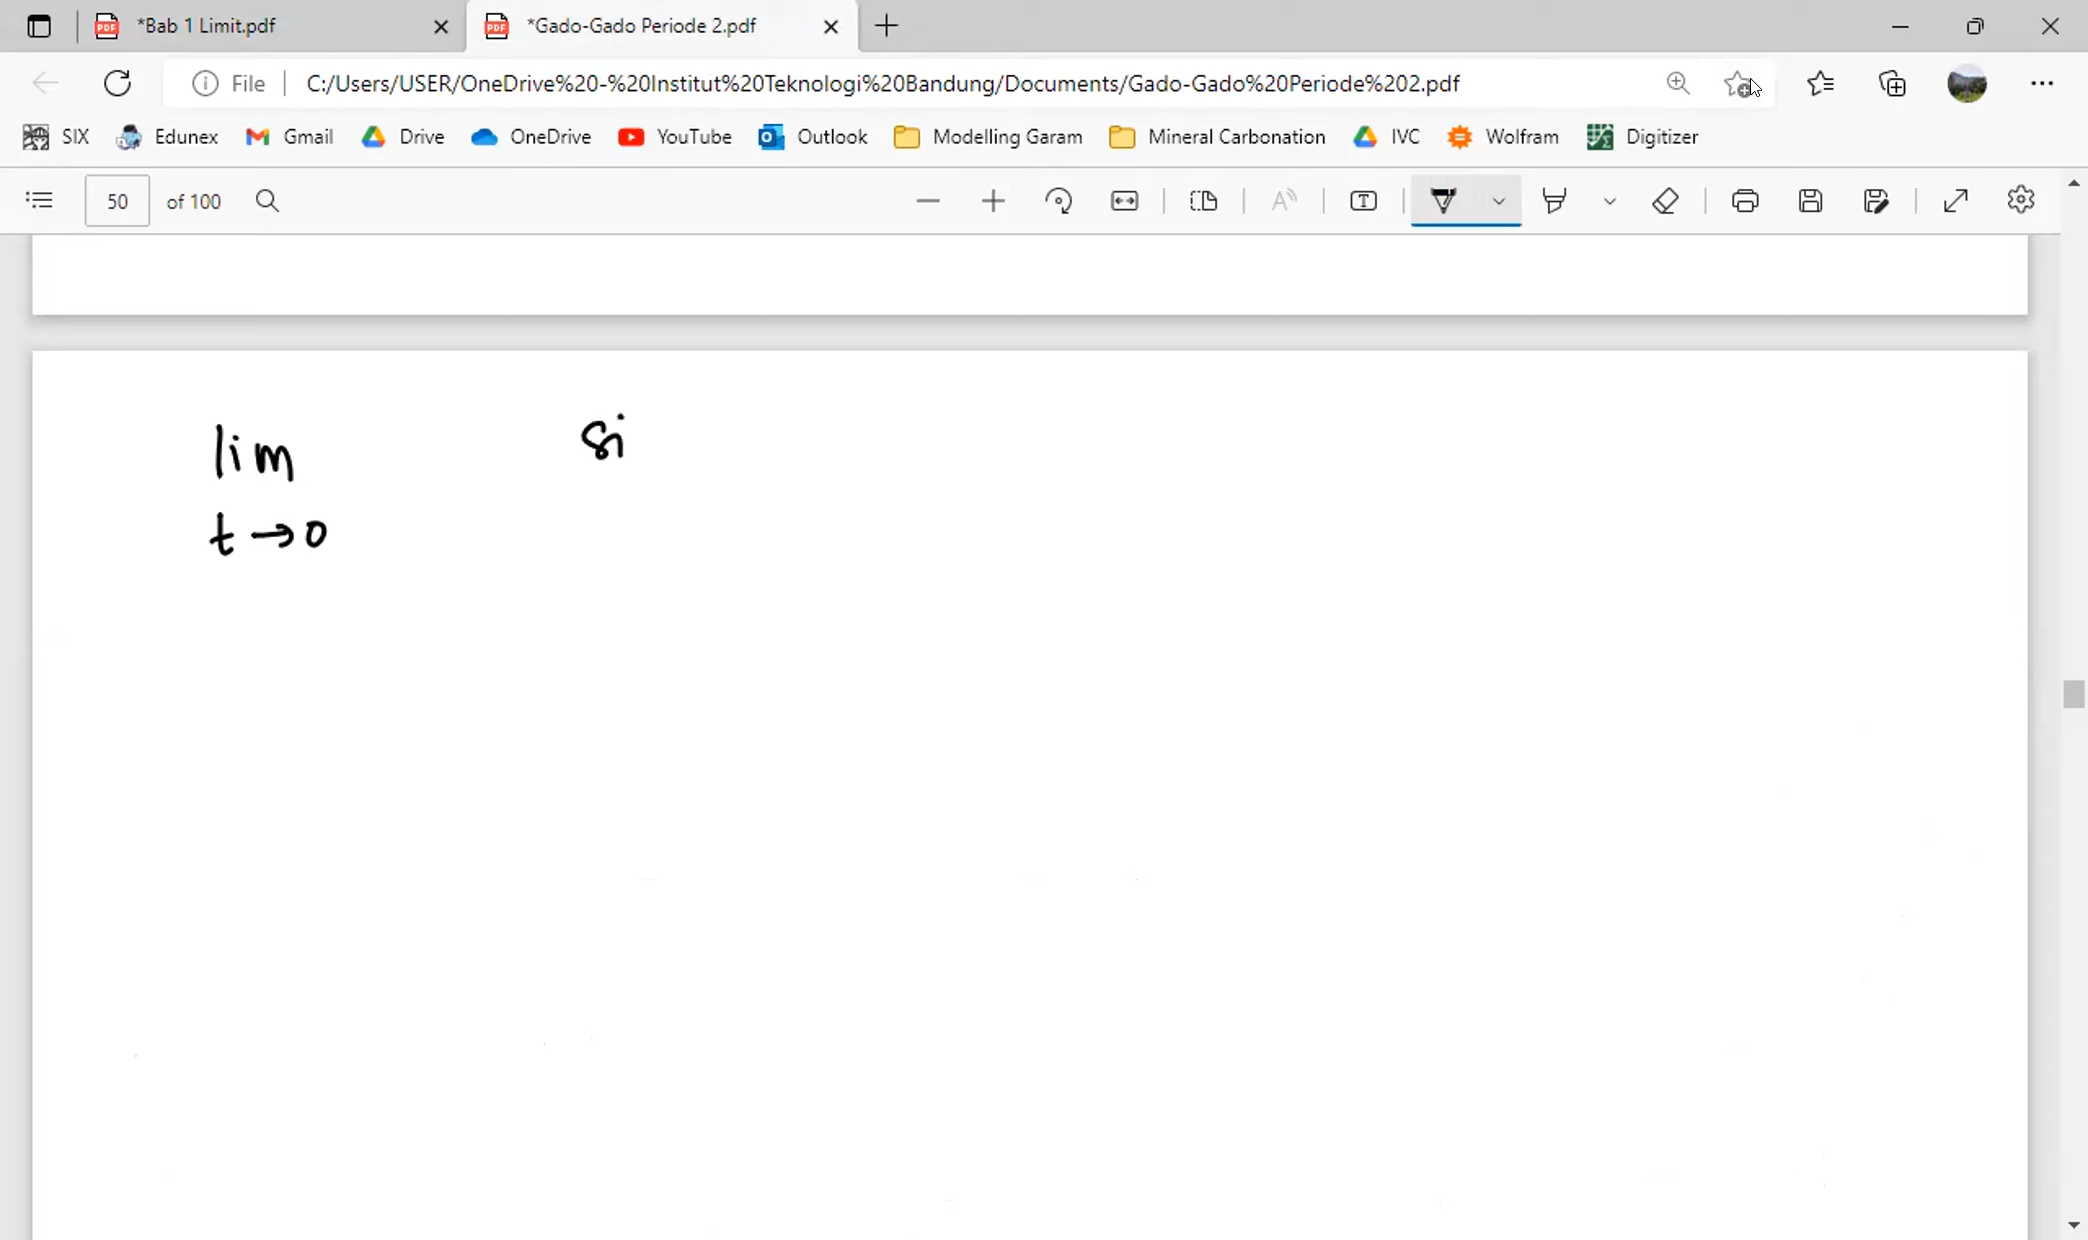 *Bab 1 Limit.pdf
*Gado-Gado Periode 2.pdf
File
C:/Users/USER/OneDrive%20-%20Institut%20Teknologi%20Bandung/Documents/Gado-Gado%20Periode%202.pdf
SIX Edunex Gmail Drive OneDrive YouTube Outlook Modelling Garam Mineral Carbonation IVC Wolfram Digitizer
50 of 100
lim si
t → 0